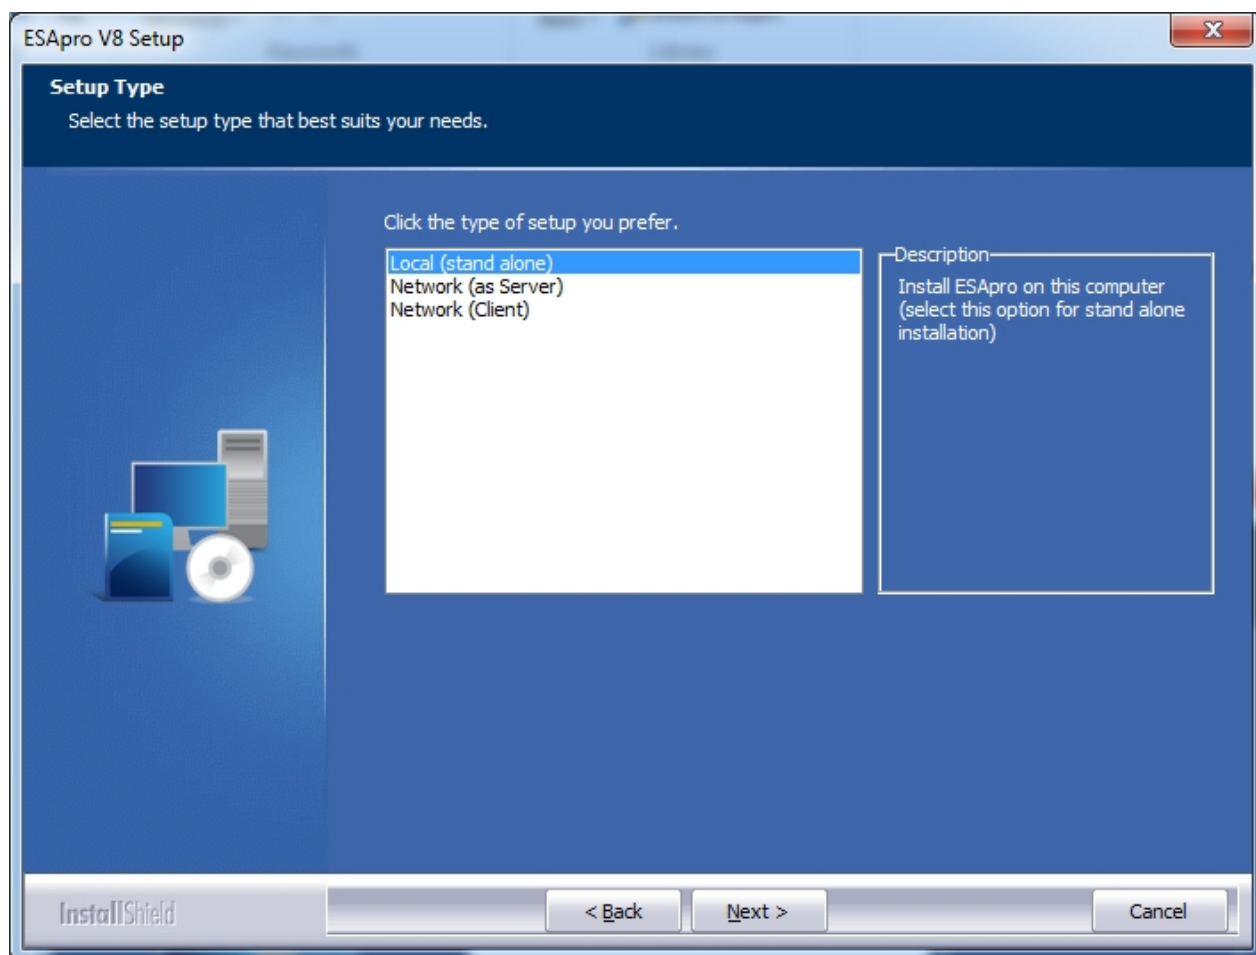 ESApro V8 Setup
Setup Type
Select the setup type that best suits your needs.
Click the type of setup you prefer.
Local (stand alone)
Network (as Server)
Network (Client)
Description
Install ESApro on this computer
(select this option for stand alone
installation)
InstallShield
< Back
Next >
Cancel